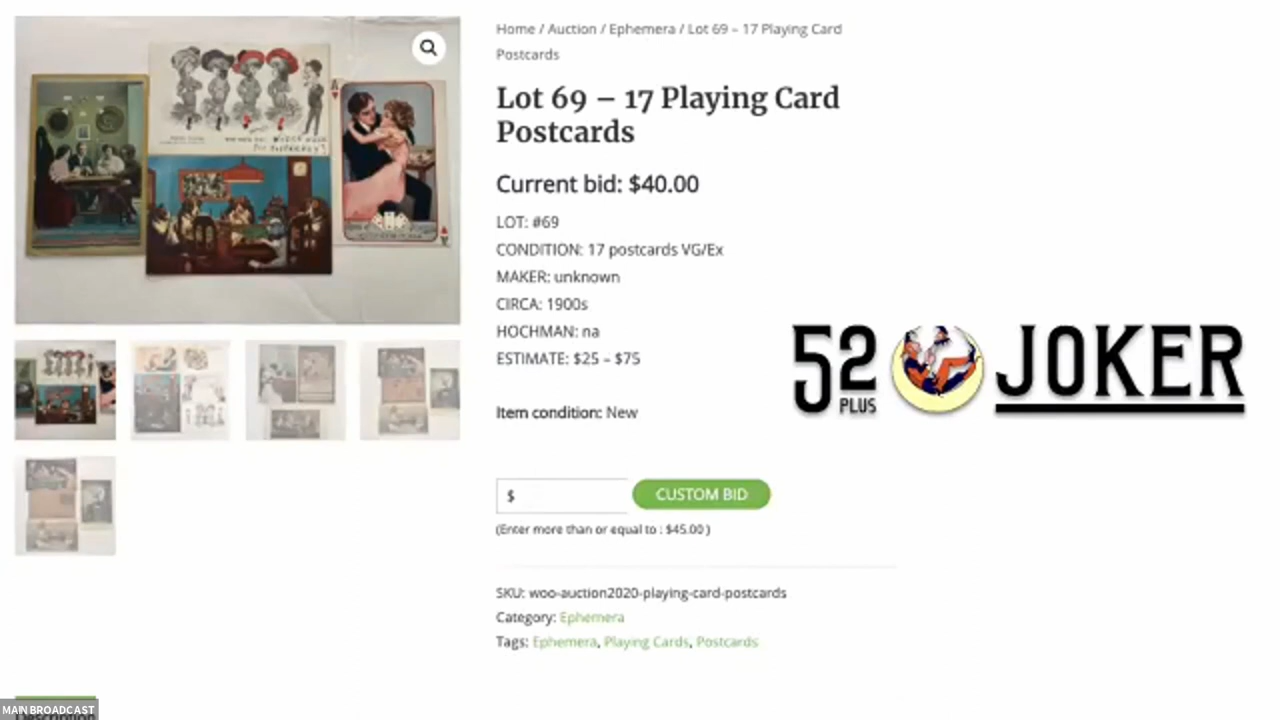 Home / Auction / Ephemera / Lot 69 – 17 Playing Card
Postcards
Lot 69 – 17 Playing Card
Postcards
Current bid: $40.00
LOT: #69
CONDITION: 17 postcards VG/Ex
MAKER: unknown
CIRCA: 1900s
HOCHMAN: na
ESTIMATE: $25 – $75
52 PLUS JOKER
Item condition: New
$
CUSTOM BID
(Enter more than or equal to : $45.00 )
SKU: woo-auction2020-playing-card-postcards
Category: Ephemera
Tags: Ephemera, Playing Cards, Postcards
MAIN BROADCAST
Description